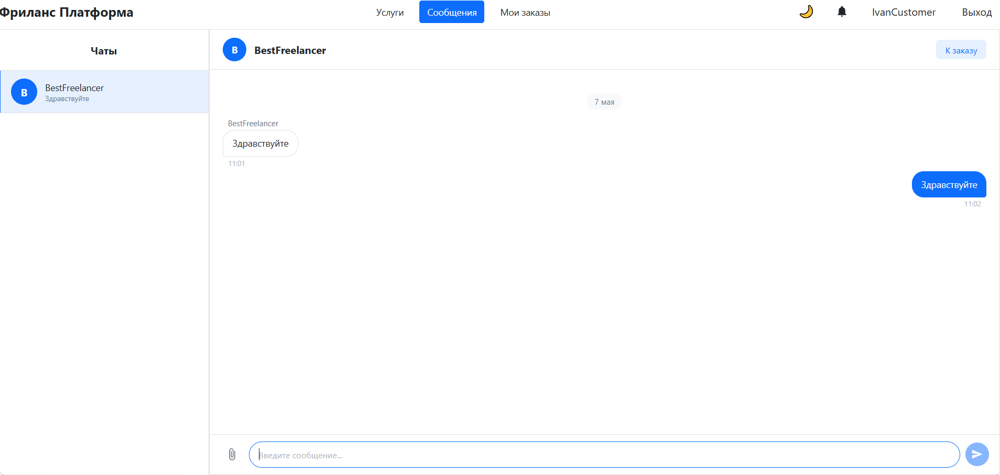 Фриланс Платформа
Услуги
Сообщения
Мои заказы
IvanCustomer
Выход
Чаты
B
BestFreelancer
Здравствуйте
B
BestFreelancer
К заказу
7 мая
BestFreelancer
Здравствуйте
11:01
Здравствуйте
11:02
Введите сообщение...